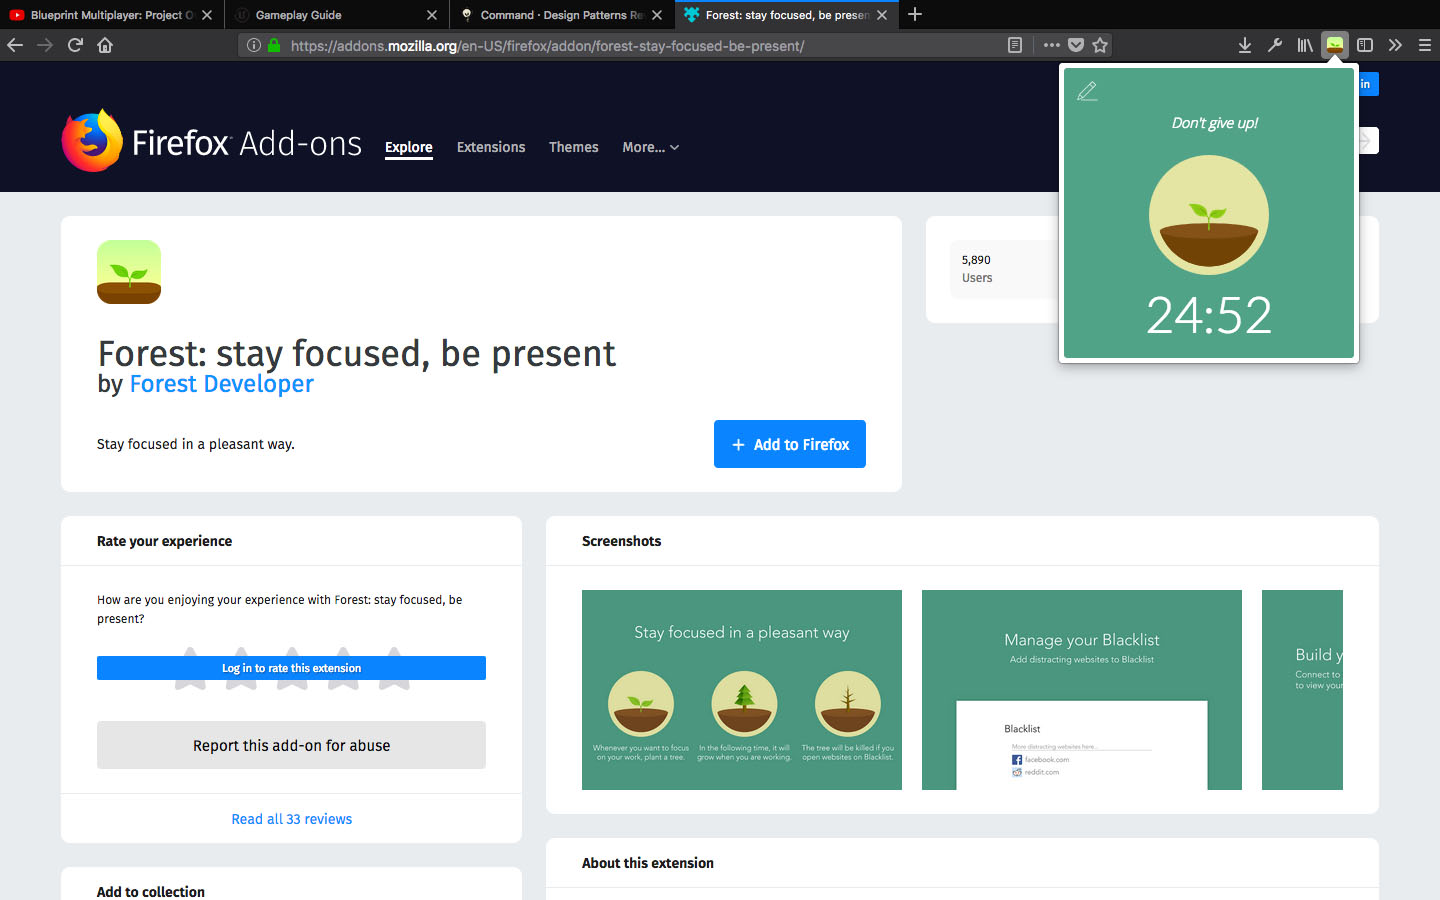 Blueprint Multiplayer: Project O
Gameplay Guide
Command · Design Patterns Re
Forest: stay focused, be presen
https://addons.mozilla.org/en-US/firefox/addon/forest-stay-focused-be-present/
in
Firefox Add-ons
Explore
Extensions
Themes
More...
Don't give up!
24:52
5,890
Users
Forest: stay focused, be present
by Forest Developer
Stay focused in a pleasant way.
+ Add to Firefox
Rate your experience
How are you enjoying your experience with Forest: stay focused, be
present?
Log in to rate this extension
Report this add-on for abuse
Read all 33 reviews
Add to collection
Screenshots
Stay focused in a pleasant way
Whenever you want to focus
on your work, plant a tree.
In the following time, it will
grow when you are working.
The tree will be killed if you
open websites on Blacklist.
Manage your Blacklist
Add distracting websites to Blacklist
Blacklist
More distracting websites here...
facebook.com
reddit.com
Build y
Connect to
to view your
About this extension